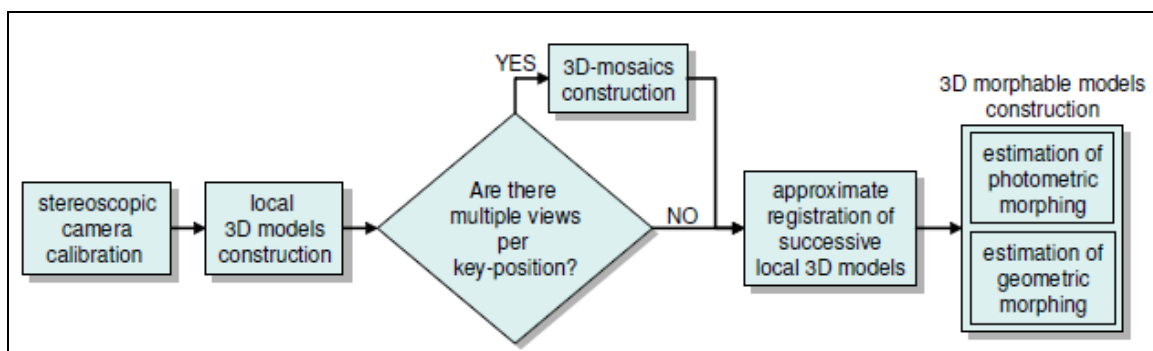 stereoscopic
camera
calibration
local
3D models
construction
Are there
multiple views
per
key-position?
YES
3D-mosaics
construction
NO
approximate
registration of
successive
local 3D models
3D morphable models
construction
estimation of
photometric
morphing
estimation of
geometric
morphing